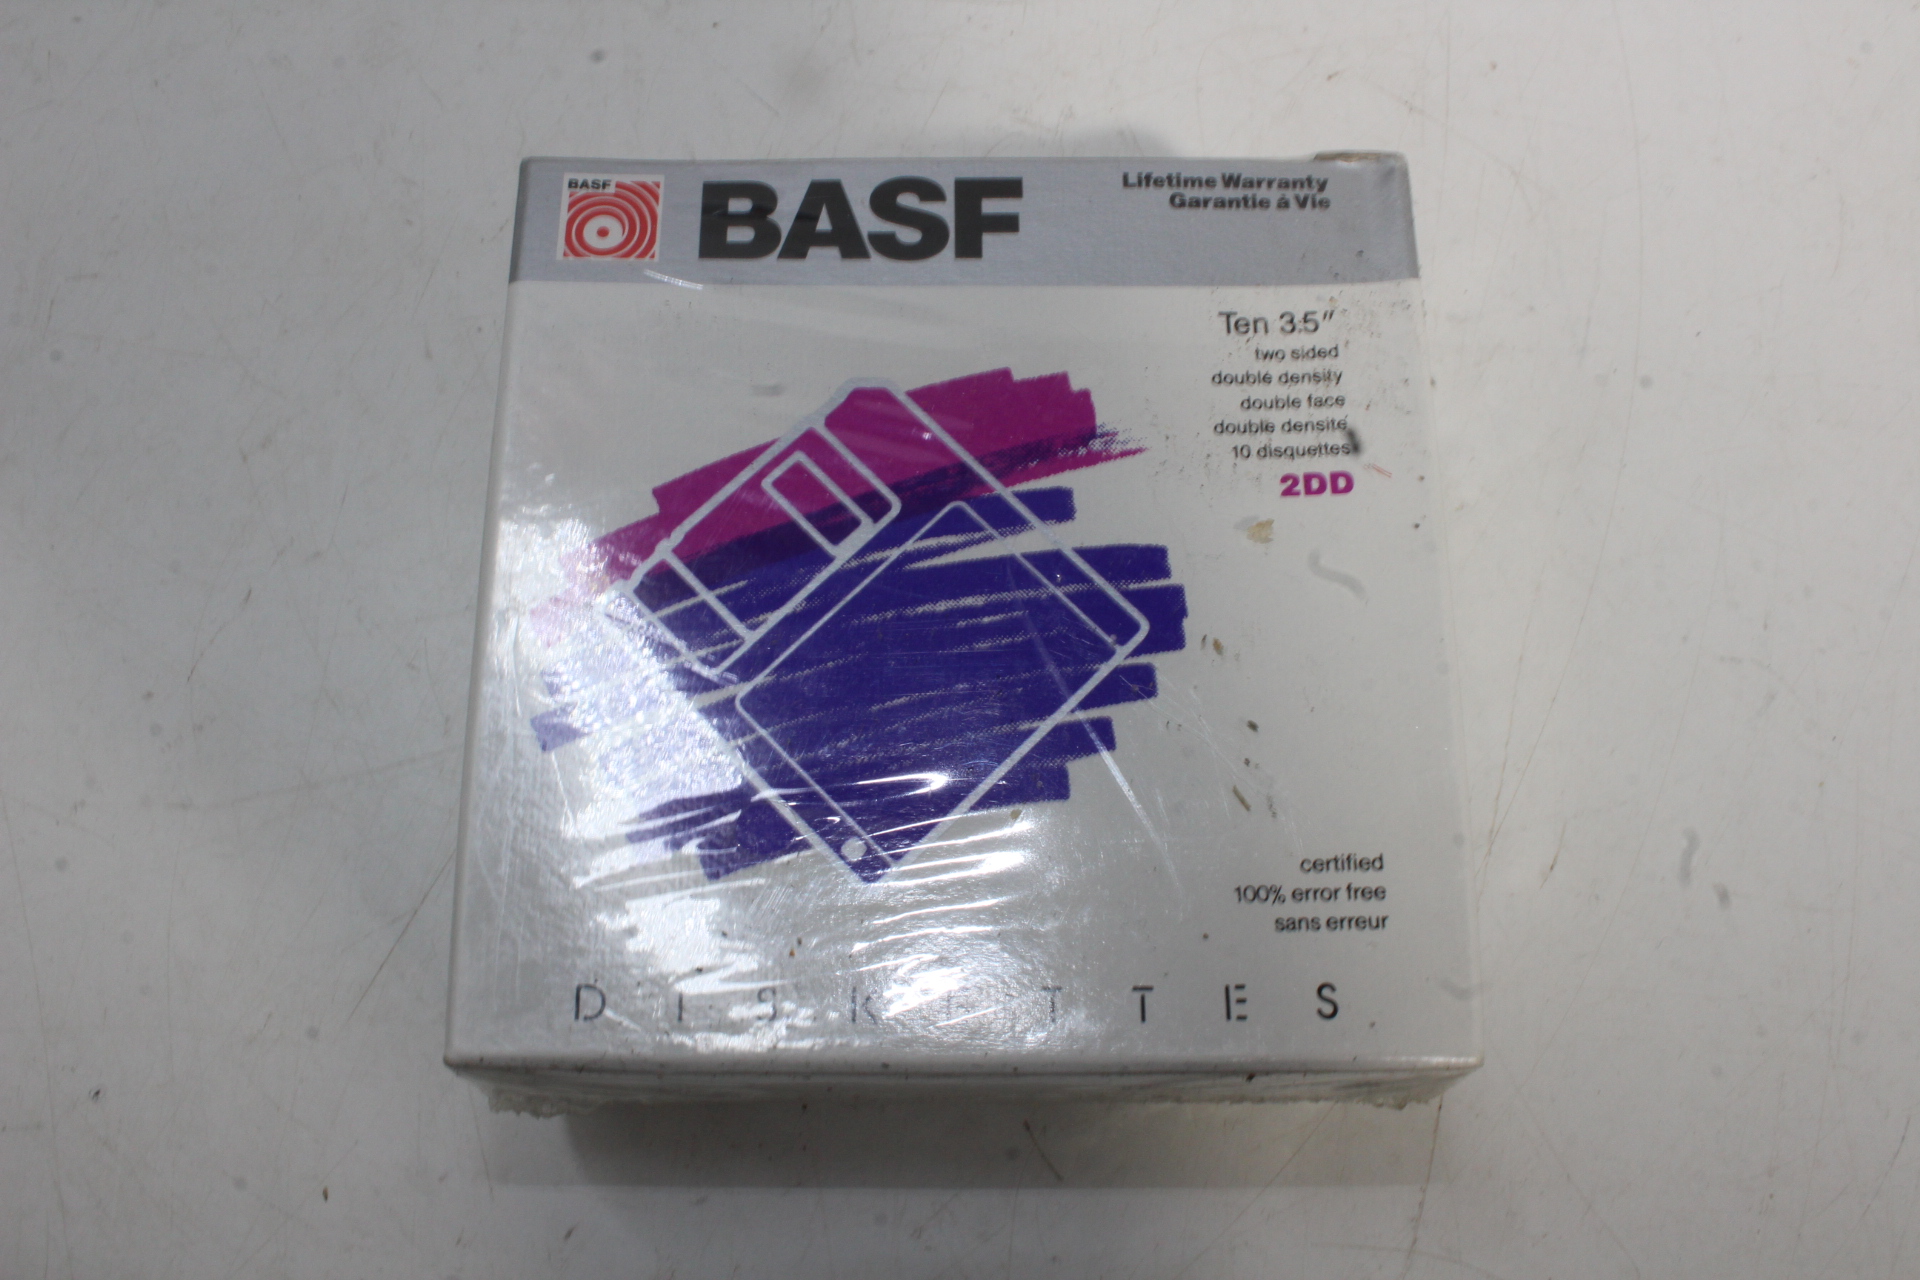 BASF
BASF
Lifetime Warranty
Garantie à Vie
Ten 3.5"
two sided
double density
double face
double densité
10 disquettes
2DD
certified
100% error free
sans erreur
DISKETTES